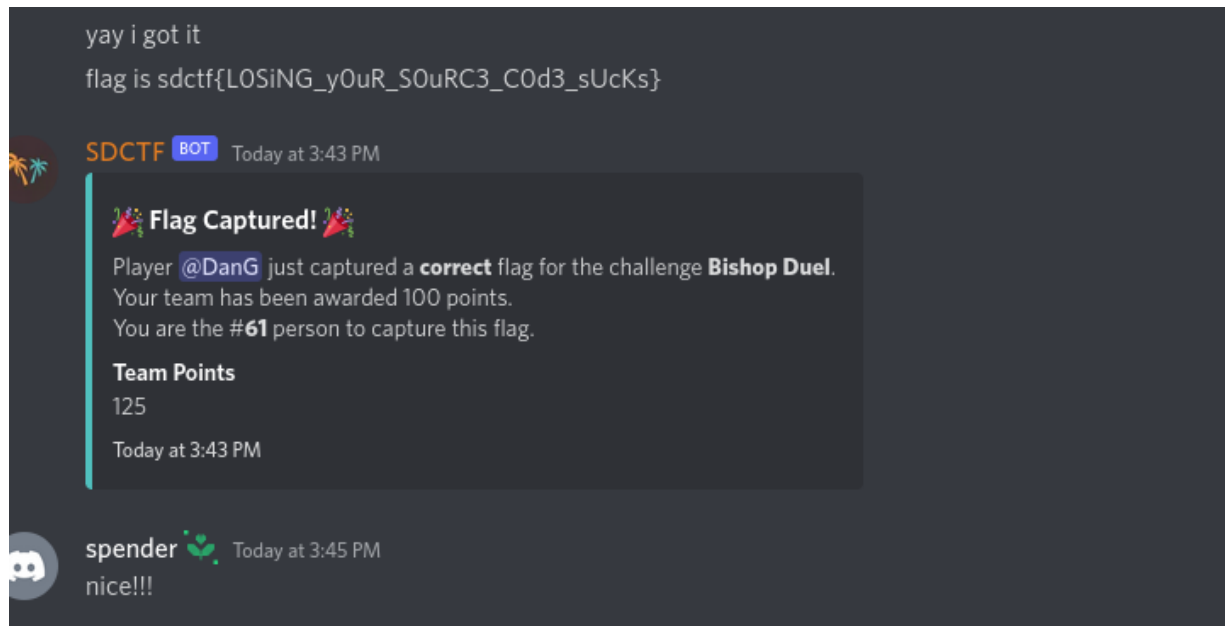 yay i got it
flag is sdctf{L0SiNG_y0uR_S0uRC3_C0d3_sUcKs}
SDCTF BOT Today at 3:43 PM
🎉 Flag Captured! 🎉
Player @DanG just captured a correct flag for the challenge Bishop Duel.
Your team has been awarded 100 points.
You are the #61 person to capture this flag.
Team Points
125
Today at 3:43 PM
spender Today at 3:45 PM
nice!!!